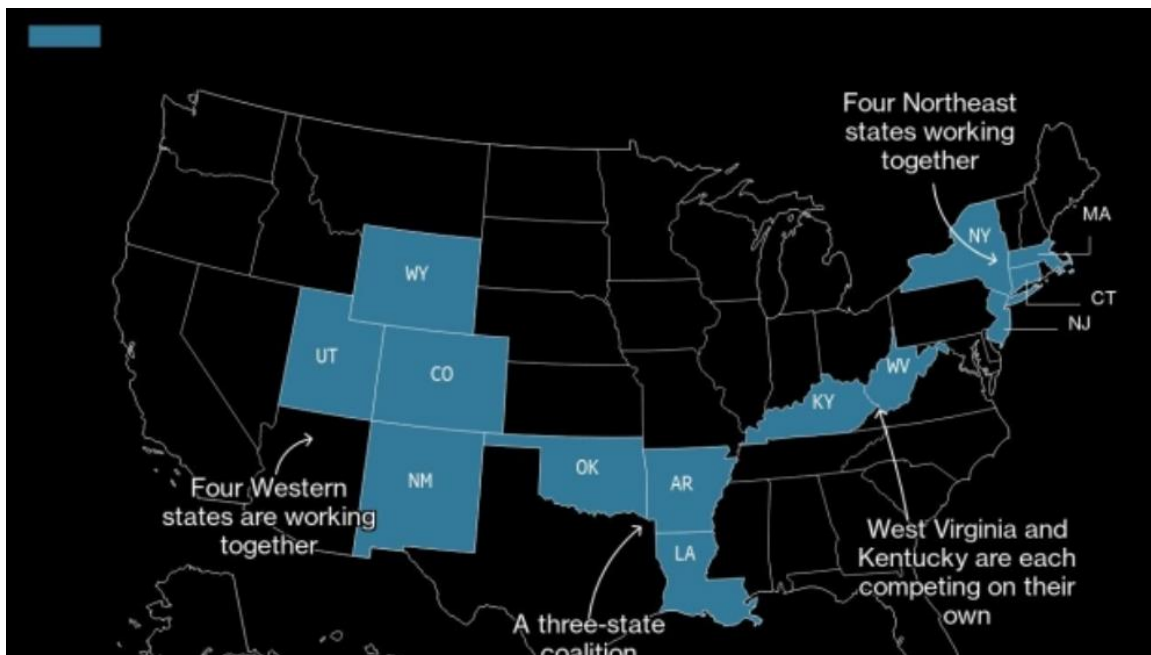 Four Northeast
states working
together
MA
NY
CT
NJ
WY
UT
CO
WV
KY
OK
AR
NM
LA
Four Western
states are working
together
West Virginia and
Kentucky are each
competing on their
own
A three-state
coalition